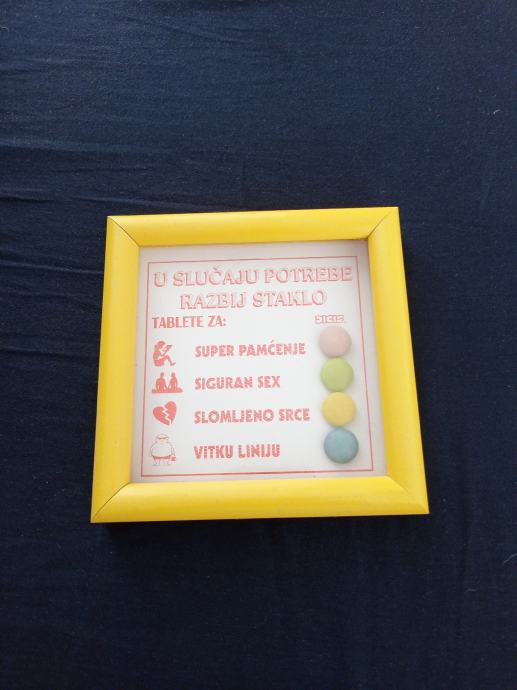 U SLUČAJU POTREBE
RAZBIJ STAKLO
TABLETE ZA:
SUPER PAMĆENJE
SIGURAN SEX
SLOMLJENO SRCE
VITKU LINIJU